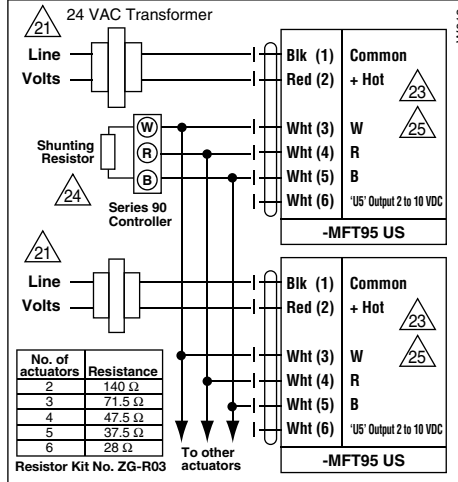 21 24 VAC Transformer
Line
Volts
Blk (1) Common
Red (2) + Hot
23
Wht (3) W
25
Wht (4) R
Wht (5) B
Wht (6) 'U5' Output 2 to 10 VDC
-MFT95 US
W
R
B
Shunting
Resistor
24
Series 90
Controller
21
Line
Volts
Blk (1) Common
Red (2) + Hot
23
Wht (3) W
25
Wht (4) R
Wht (5) B
Wht (6) 'U5' Output 2 to 10 VDC
-MFT95 US
No. of
actuators Resistance
2 140 Ω
3 71.5 Ω
4 47.5 Ω
5 37.5 Ω
6 28 Ω
Resistor Kit No. ZG-R03
To other
actuators